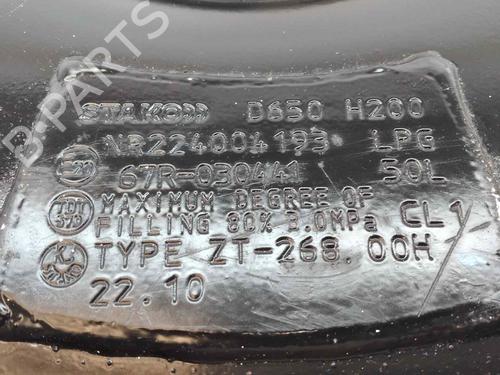 B-PARTS
STAKO D650 H200
NR224004193 LPG
67R-030441 50L
MAXIMUM DEGREE OF
FILLING 80% 3.0MPa CL1
TDT
TYPE ZT-268.00H
22.10